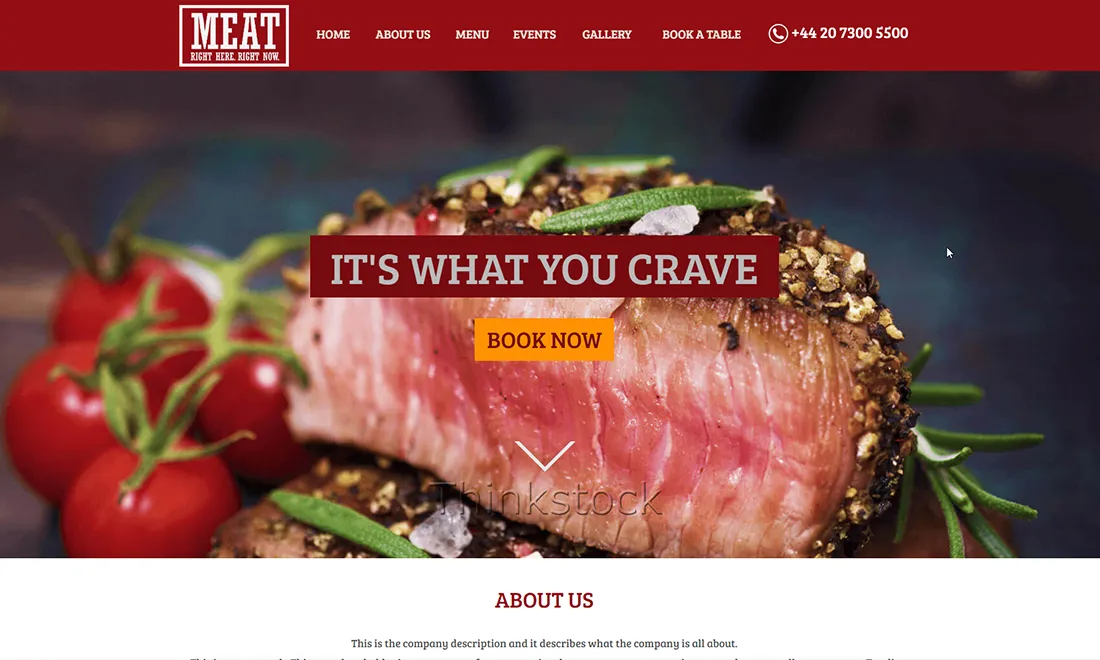 MEAT
RIGHT HERE. RIGHT NOW.
HOME ABOUT US MENU EVENTS GALLERY BOOK A TABLE +44 20 7300 5500
IT'S WHAT YOU CRAVE
BOOK NOW
Thinkstock
ABOUT US
This is the company description and it describes what the company is all about.